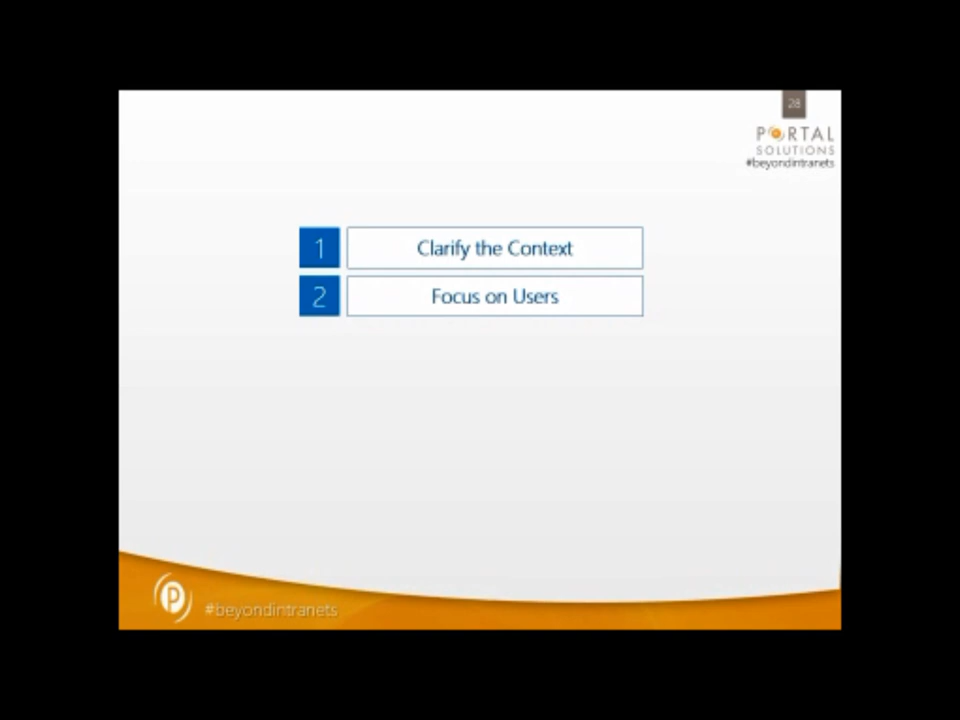 28
PORTAL
SOLUTIONS
#beyondintranets
1 Clarify the Context
2 Focus on Users
P
#beyondintranets